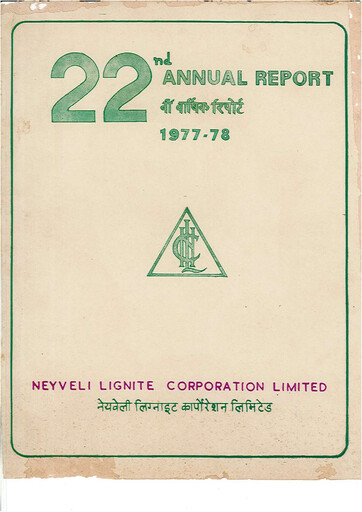 22nd ANNUAL REPORT
वीं वार्षिक रिपोर्ट
1977-78
NEYVELI LIGNITE CORPORATION LIMITED
नेयवेली लिग्नाइट कार्पोरेशन लिमिटेड